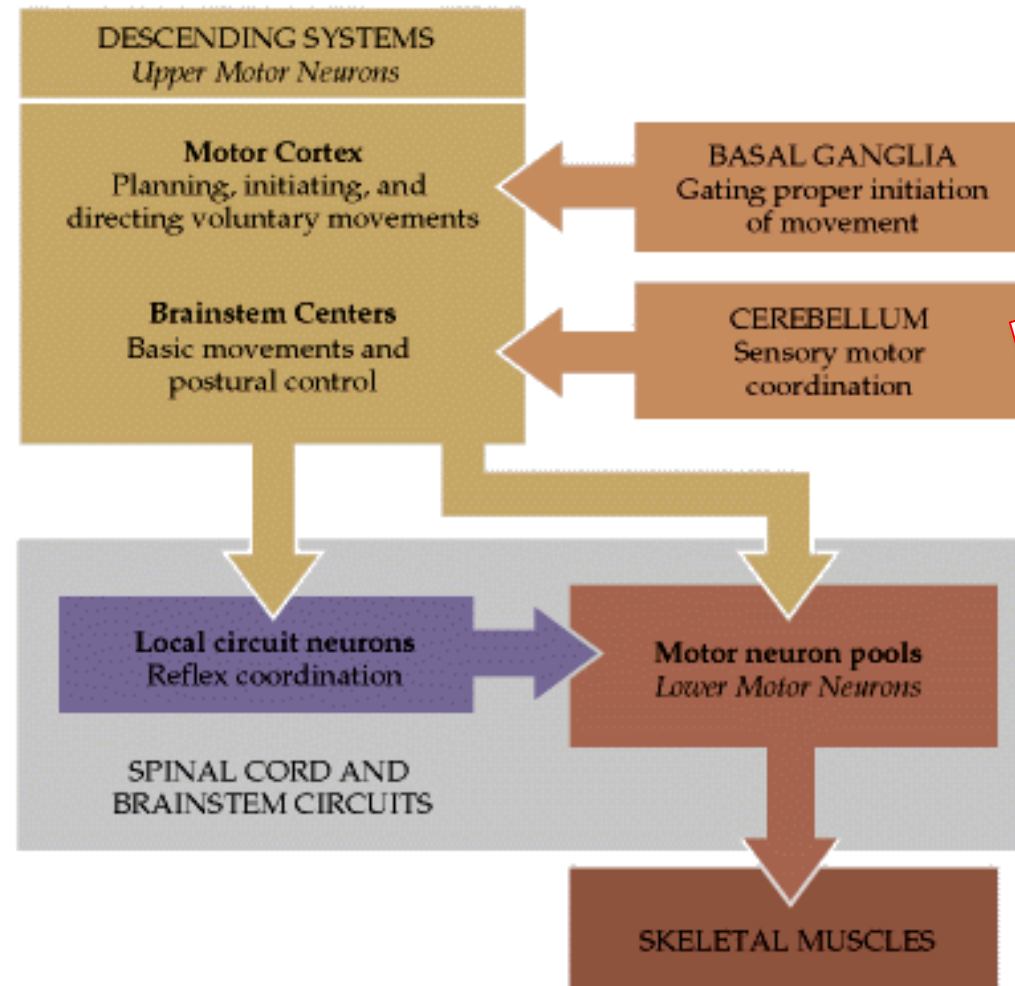 DESCENDING SYSTEMS
Upper Motor Neurons
Motor Cortex
Planning, initiating, and
directing voluntary movements
Brainstem Centers
Basic movements and
postural control
BASAL GANGLIA
Gating proper initiation
of movement
CEREBELLUM
Sensory motor
coordination
Local circuit neurons
Reflex coordination
Motor neuron pools
Lower Motor Neurons
SPINAL CORD AND
BRAINSTEM CIRCUITS
SKELETAL MUSCLES